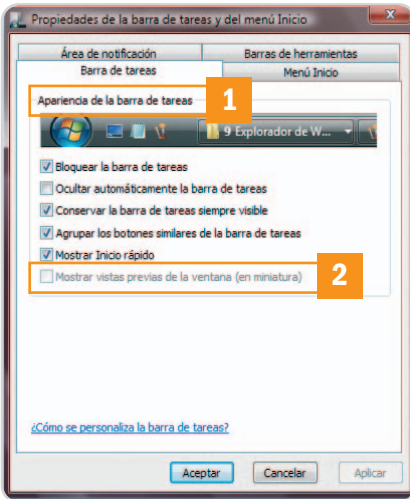 Propiedades de la barra de tareas y del menú Inicio
Área de notificación
Barras de herramientas
Barra de tareas
Menú Inicio
Apariencia de la barra de tareas
1
9 Explorador de W...
Bloquear la barra de tareas
Ocultar automáticamente la barra de tareas
Conservar la barra de tareas siempre visible
Agrupar los botones similares de la barra de tareas
Mostrar Inicio rápido
Mostrar vistas previas de la ventana (en miniatura)
2
¿Cómo se personaliza la barra de tareas?
Aceptar
Cancelar
Aplicar